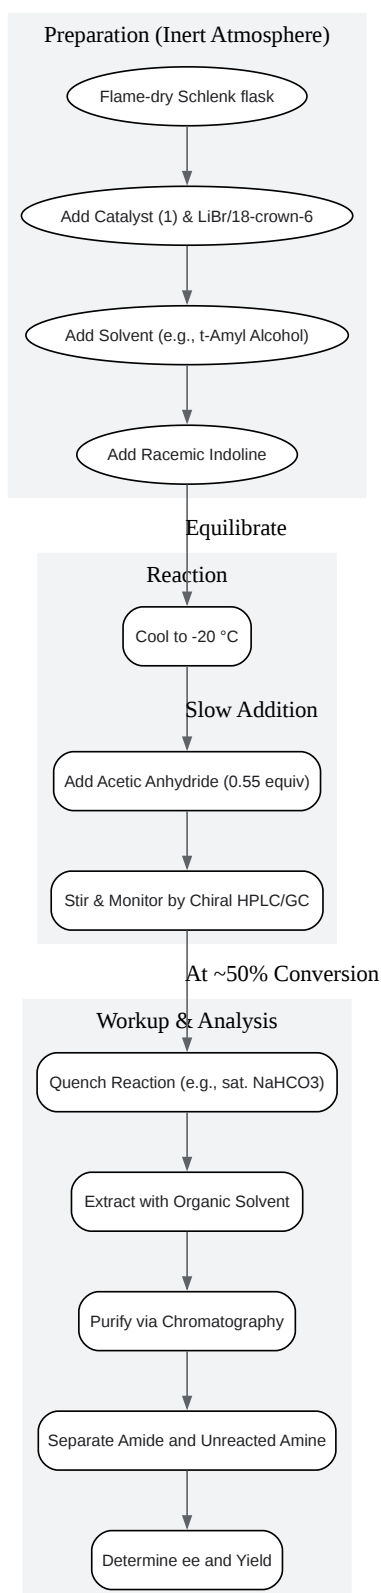 Preparation (Inert Atmosphere)
Flame-dry Schlenk flask
Add Catalyst (1) & LiBr/18-crown-6
Add Solvent (e.g., t-Amyl Alcohol)
Add Racemic Indoline
Equilibrate
Reaction
Cool to -20 °C
Slow Addition
Add Acetic Anhydride (0.55 equiv)
Stir & Monitor by Chiral HPLC/GC
At ~50% Conversion
Workup & Analysis
Quench Reaction (e.g., sat. NaHCO3)
Extract with Organic Solvent
Purify via Chromatography
Separate Amide and Unreacted Amine
Determine ee and Yield